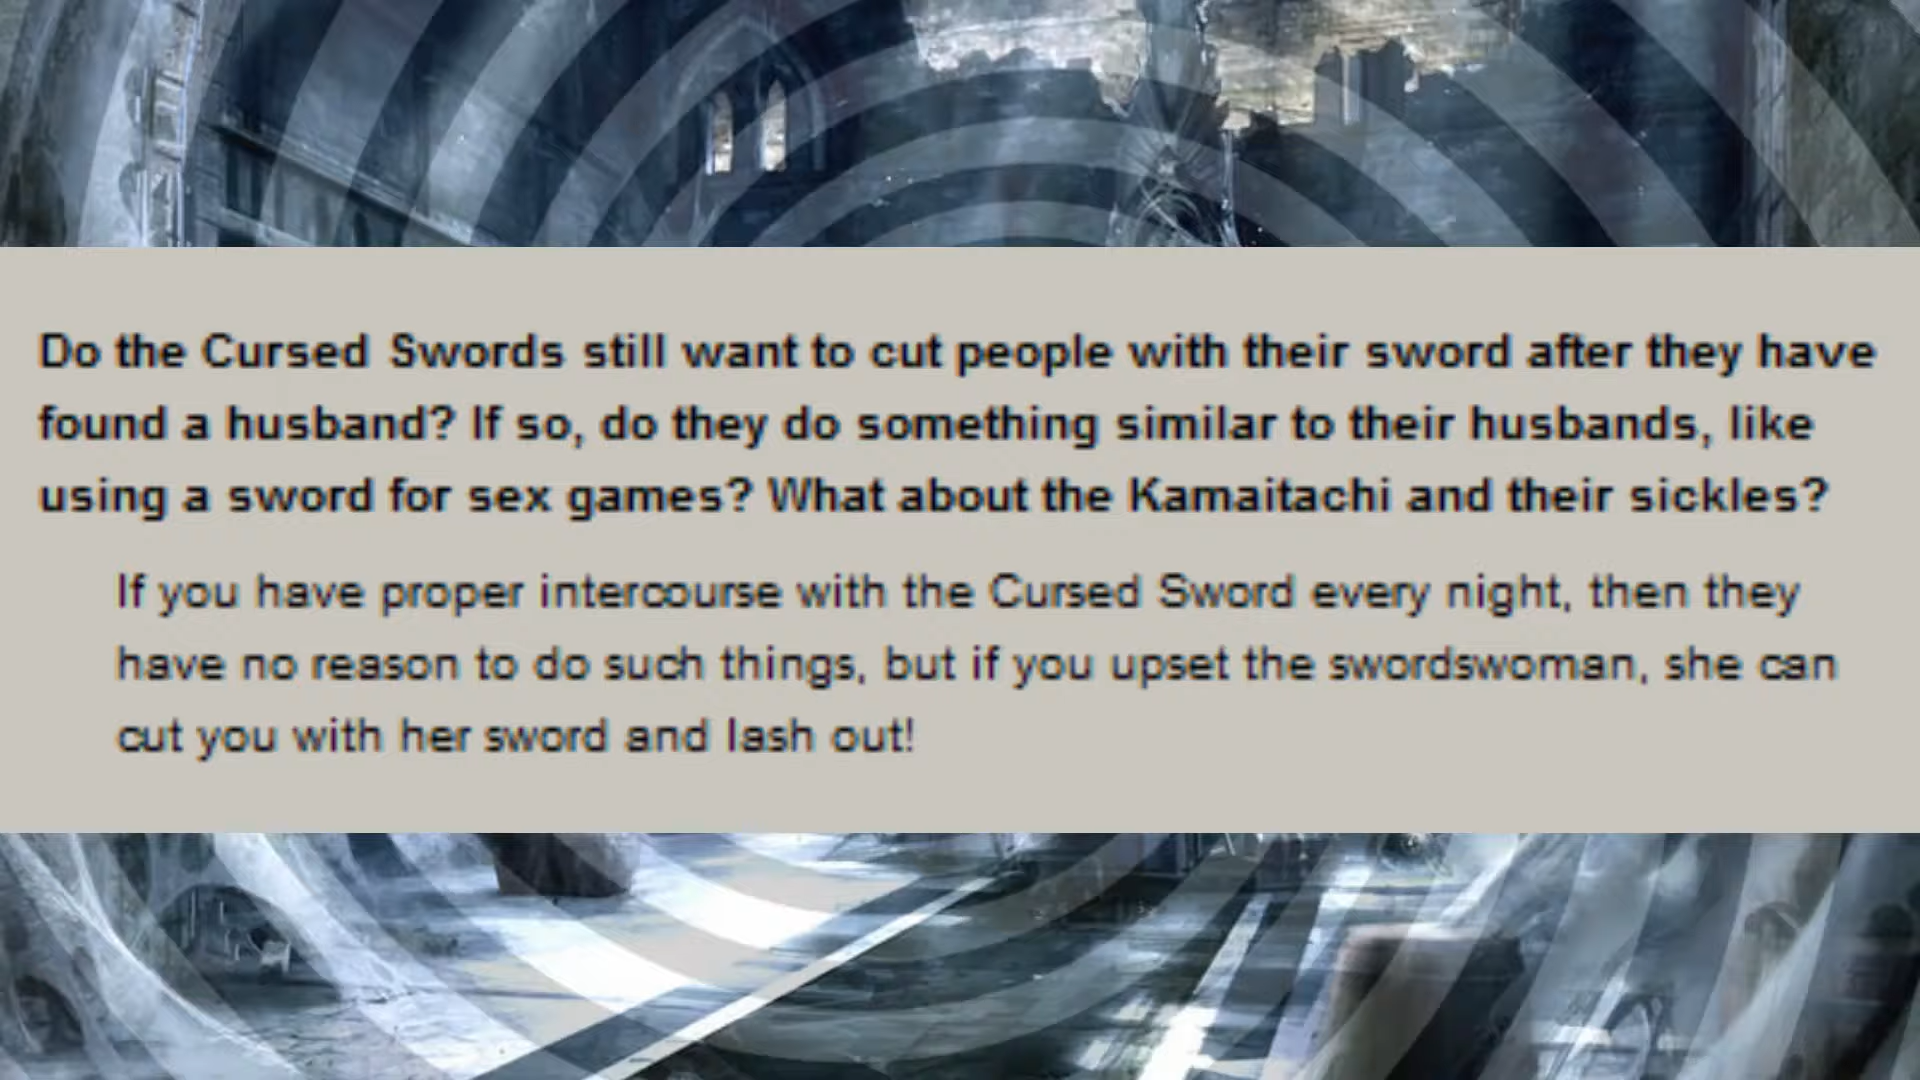 Do the Cursed Swords still want to cut people with their sword after they have
found a husband? If so, do they do something similar to their husbands, like
using a sword for sex games? What about the Kamaitachi and their sickles?
If you have proper intercourse with the Cursed Sword every night, then they
have no reason to do such things, but if you upset the swordswoman, she can
cut you with her sword and lash out!